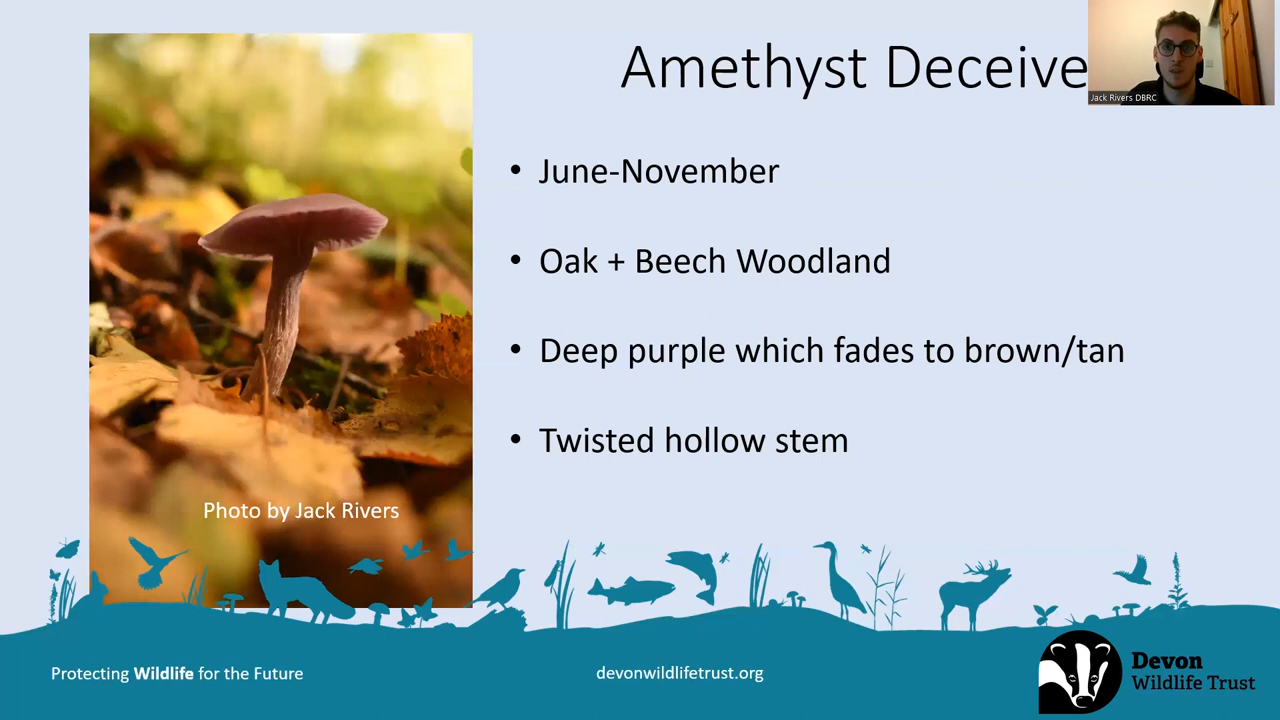 Amethyst Deceive
Jack Rivers DBRC
• June-November
• Oak + Beech Woodland
• Deep purple which fades to brown/tan
• Twisted hollow stem
Photo by Jack Rivers
Protecting Wildlife for the Future
devonwildlifetrust.org
Devon
Wildlife Trust